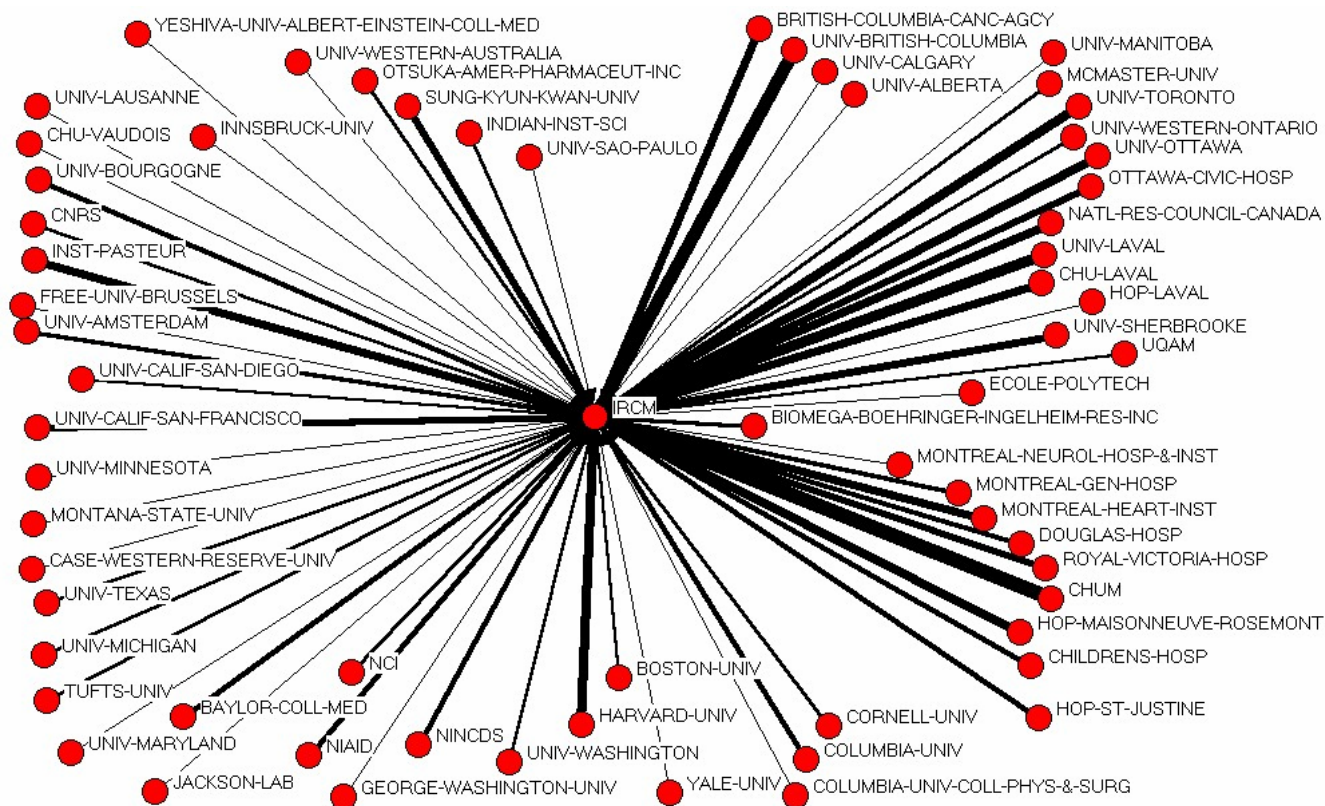 YESHIVA-UNIV-ALBERT-EINSTEIN-COLL-MED
BRITISH-COLUMBIA-CANC-AGCY
UNIV-BRITISH-COLUMBIA
UNIV-MANITOBA
UNIV-WESTERN-AUSTRALIA
UNIV-CALGARY
OTSUKA-AMER-PHARMACEUT-INC
MCMASTER-UNIV
UNIV-ALBERTA
UNIV-LAUSANNE
SUNG-KYUN-KWAN-UNIV
UNIV-TORONTO
CHU-VAUDOIS
INNSBRUCK-UNIV
INDIAN-INST-SCI
UNIV-WESTERN-ONTARIO
UNIV-SAO-PAULO
UNIV-OTTAWA
UNIV-BOURGOGNE
OTTAWA-CIVIC-HOSP
CNRS
NATL-RES-COUNCIL-CANADA
INST-PASTEUR
UNIV-LAVAL
CHU-LAVAL
HOP-LAVAL
FREE-UNIV-BRUSSELS
UNIV-AMSTERDAM
UNIV-SHERBROOKE
UQAM
UNIV-CALIF-SAN-DIEGO
ECOLE-POLYTECH
IRCM
UNIV-CALIF-SAN-FRANCISCO
BIOMEGA-BOEHRINGER-INGELHEIM-RES-INC
UNIV-MINNESOTA
MONTREAL-NEUROL-HOSP-&-INST
MONTREAL-GEN-HOSP
MONTANA-STATE-UNIV
MONTREAL-HEART-INST
DOUGLAS-HOSP
CASE-WESTERN-RESERVE-UNIV
ROYAL-VICTORIA-HOSP
UNIV-TEXAS
CHUM
HOP-MAISONNEUVE-ROSEMONT
UNIV-MICHIGAN
NCI
BOSTON-UNIV
CHILDRENS-HOSP
TUFTS-UNIV
BAYLOR-COLL-MED
HARVARD-UNIV
CORNELL-UNIV
HOP-ST-JUSTINE
UNIV-MARYLAND
NIAID
NINCDS
UNIV-WASHINGTON
COLUMBIA-UNIV
JACKSON-LAB
GEORGE-WASHINGTON-UNIV
YALE-UNIV
COLUMBIA-UNIV-COLL-PHYS-&-SURG